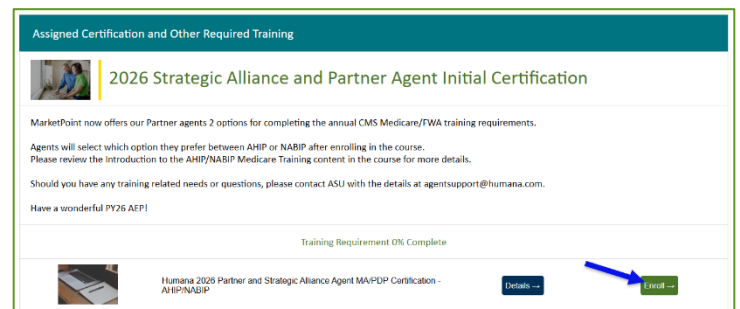 Assigned Certification and Other Required Training
2026 Strategic Alliance and Partner Agent Initial Certification
MarketPoint now offers our Partner agents 2 options for completing the annual CMS Medicare/FWA training requirements.
Agents will select which option they prefer between AHIP or NABIP after enrolling in the course.
Please review the Introduction to the AHIP/NABIP Medicare Training content in the course for more details.
Should you have any training related needs or questions, please contact ASU with the details at agentsupport@humana.com.
Have a wonderful PY26 AEP!
Training Requirement 0% Complete
Humana 2026 Partner and Strategic Alliance Agent MA/PDP Certification -
AHIP/NABIP
Details →
Enroll →